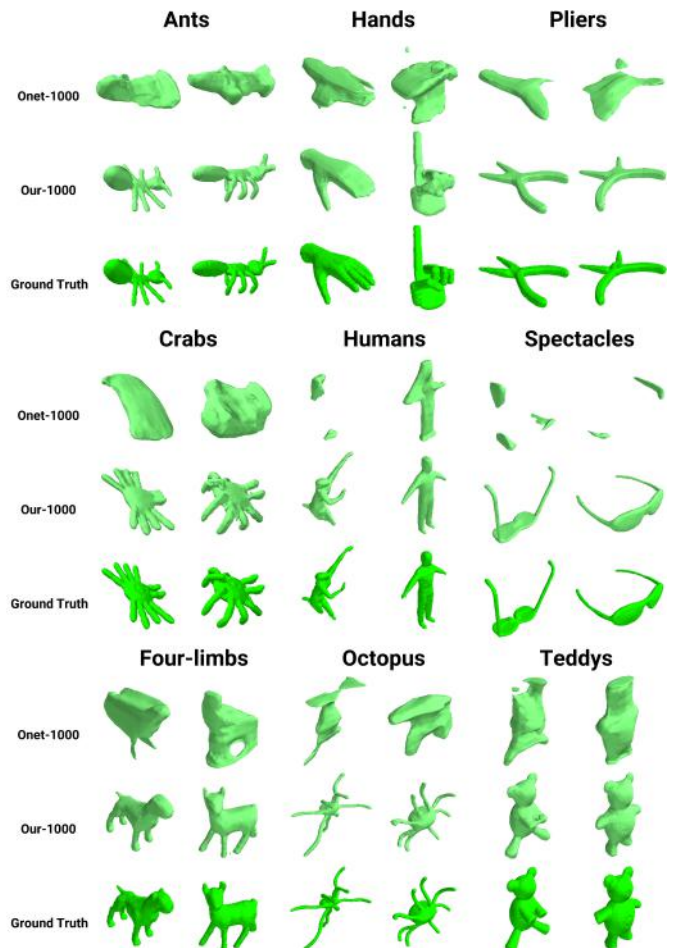 Ants Hands Pliers
Onet-1000
Our-1000
Ground Truth
Crabs Humans Spectacles
Onet-1000
Our-1000
Ground Truth
Four-limbs Octopus Teddys
Onet-1000
Our-1000
Ground Truth